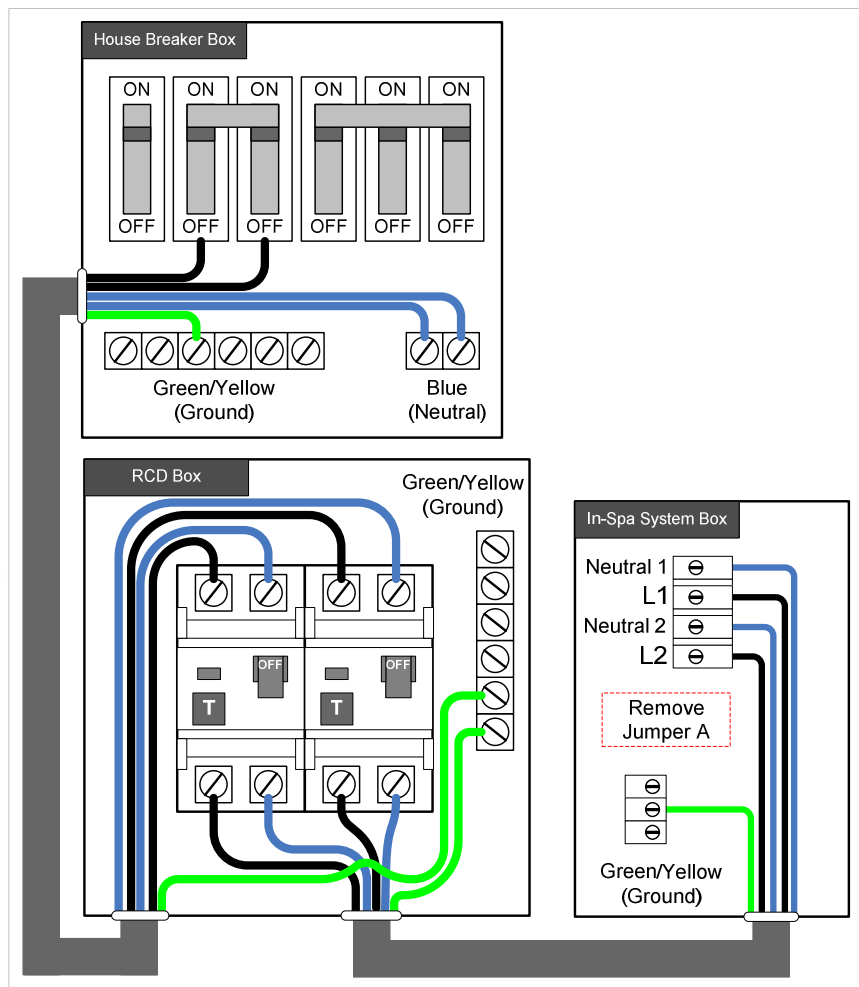 House Breaker Box
ON ON ON ON ON ON
OFF OFF OFF OFF OFF OFF
Green/Yellow
(Ground)
Blue
(Neutral)
RCD Box
Green/Yellow
(Ground)
OFF OFF
T T
In-Spa System Box
Neutral 1
L1
Neutral 2
L2
Remove
Jumper A
Green/Yellow
(Ground)